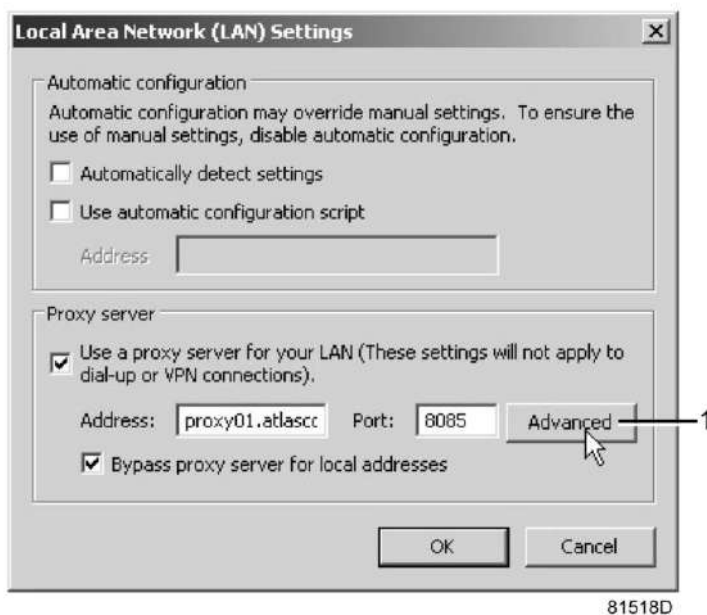 Local Area Network (LAN) Settings
Automatic configuration
Automatic configuration may override manual settings. To ensure the
use of manual settings, disable automatic configuration.
Automatically detect settings
Use automatic configuration script
Address
Proxy server
Use a proxy server for your LAN (These settings will not apply to
dial-up or VPN connections).
Address: proxy01.atlascc Port: 8085 Advanced 1
Bypass proxy server for local addresses
OK Cancel
81518D